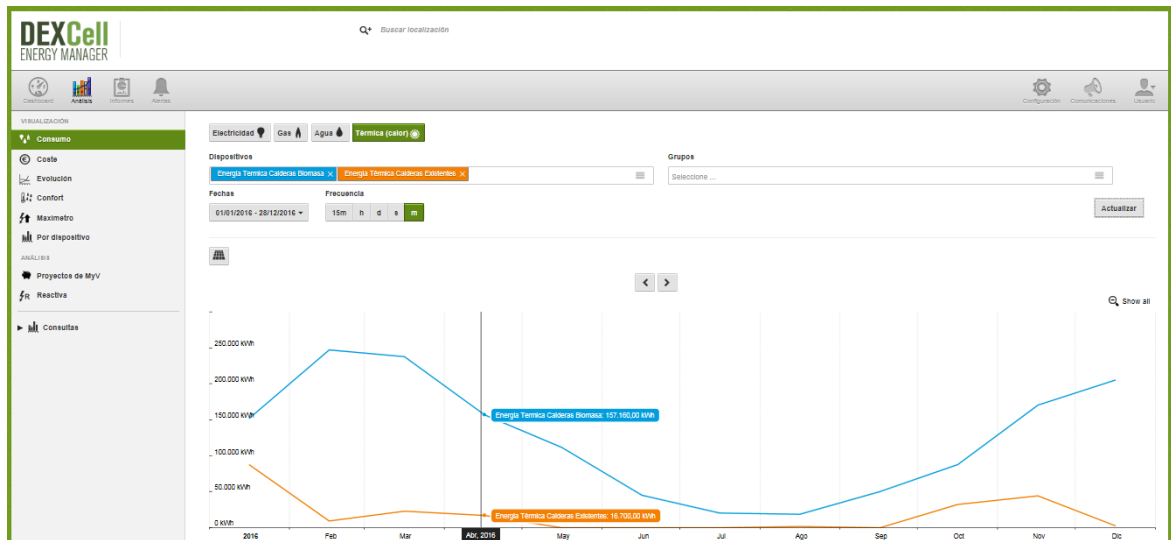 DEXCell
ENERGY MANAGER
Buscar localización
Dashboard
Análisis
Informes
Alertas
Configuración
Comunicaciones
Usuario
VISUALIZACIÓN
Consumo
Coste
Evolución
Confort
Maxímetro
Por dispositivo
ANÁLISIS
Proyectos de MyV
Reactiva
Consultas
Electricidad
Gas
Agua
Térmica (calor)
Dispositivos
Energía Termica Calderas Biomasa ×
Energía Térmica Calderas Existentes ×
Grupos
Seleccione ...
Fechas
01/01/2016 - 28/12/2016
Frecuencia
15m h d s m
Actualizar
Show all
250.000 kWh
200.000 kWh
150.000 kWh
100.000 kWh
50.000 kWh
0 kWh
Energía Termica Calderas Biomasa: 157.160,00 kWh
Energía Térmica Calderas Existentes: 16.700,00 kWh
2016 Feb Mar Abr, 2016 May Jun Jul Ago Sep Oct Nov Dic